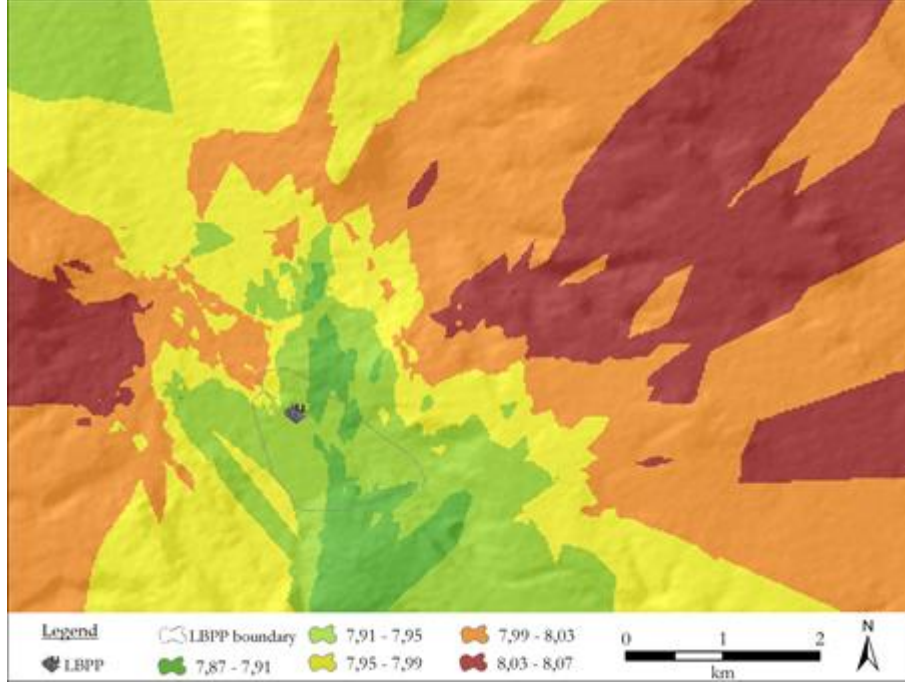 Legend
LBPP boundary 7,91 - 7,95 7,99 - 8,03
LBPP 7,87 - 7,91 7,95 - 7,99 8,03 - 8,07
0 1 2
km
N